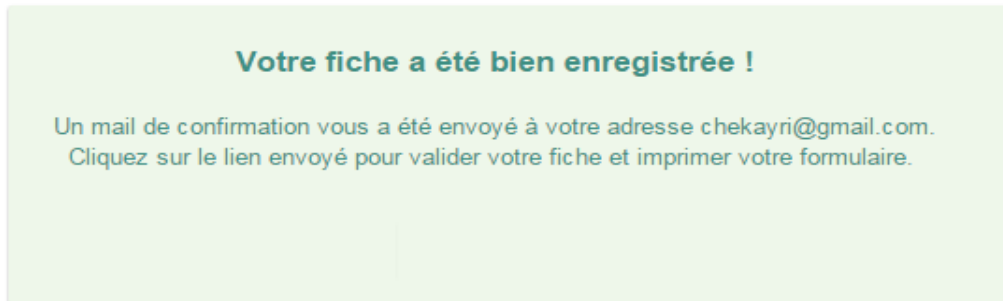 Votre fiche a été bien enregistrée !
Un mail de confirmation vous a été envoyé à votre adresse chekayri@gmail.com.
Cliquez sur le lien envoyé pour valider votre fiche et imprimer votre formulaire.